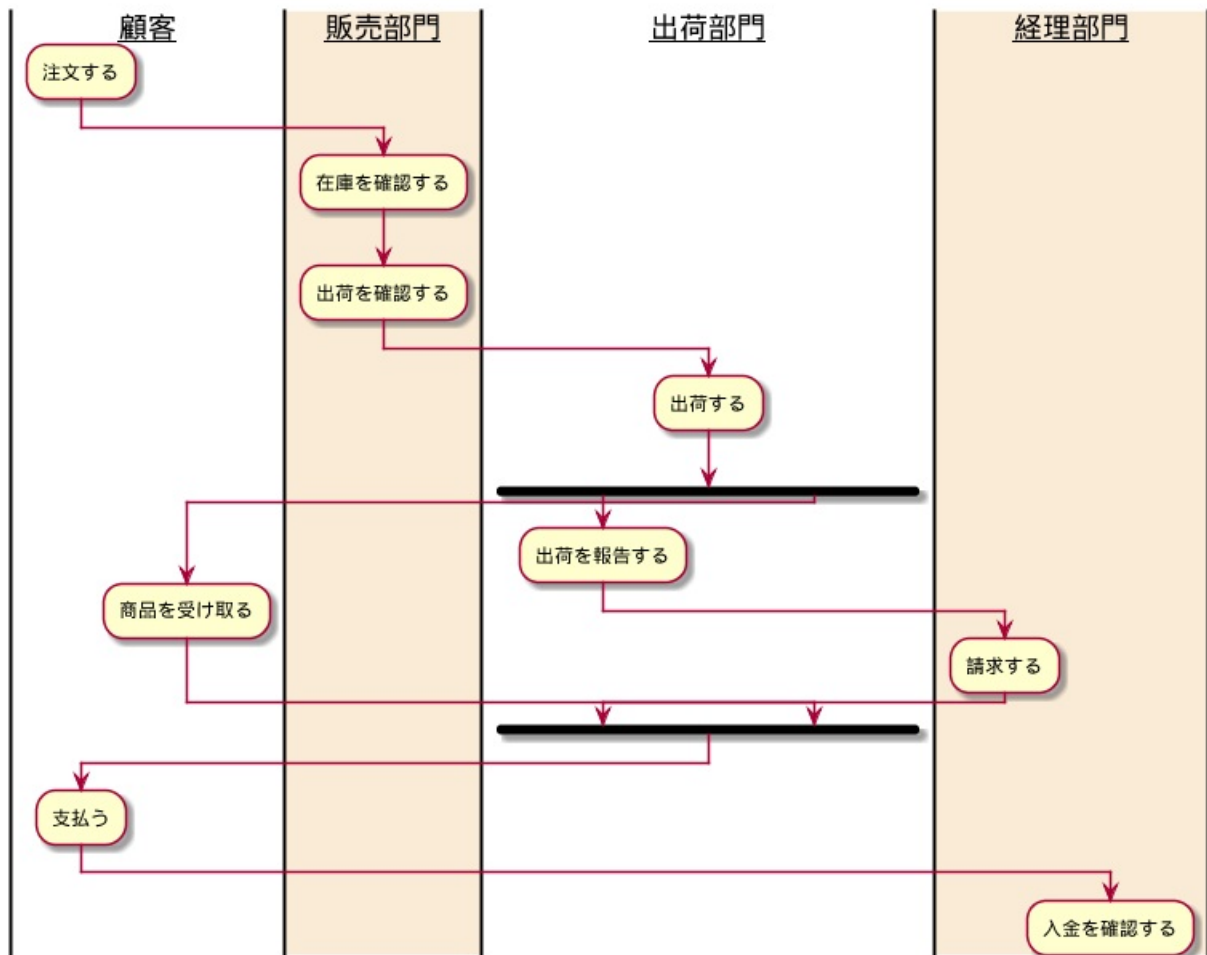 顧客
販売部門
出荷部門
経理部門
注文する
在庫を確認する
出荷を確認する
出荷する
出荷を報告する
商品を受け取る
請求する
支払う
入金を確認する